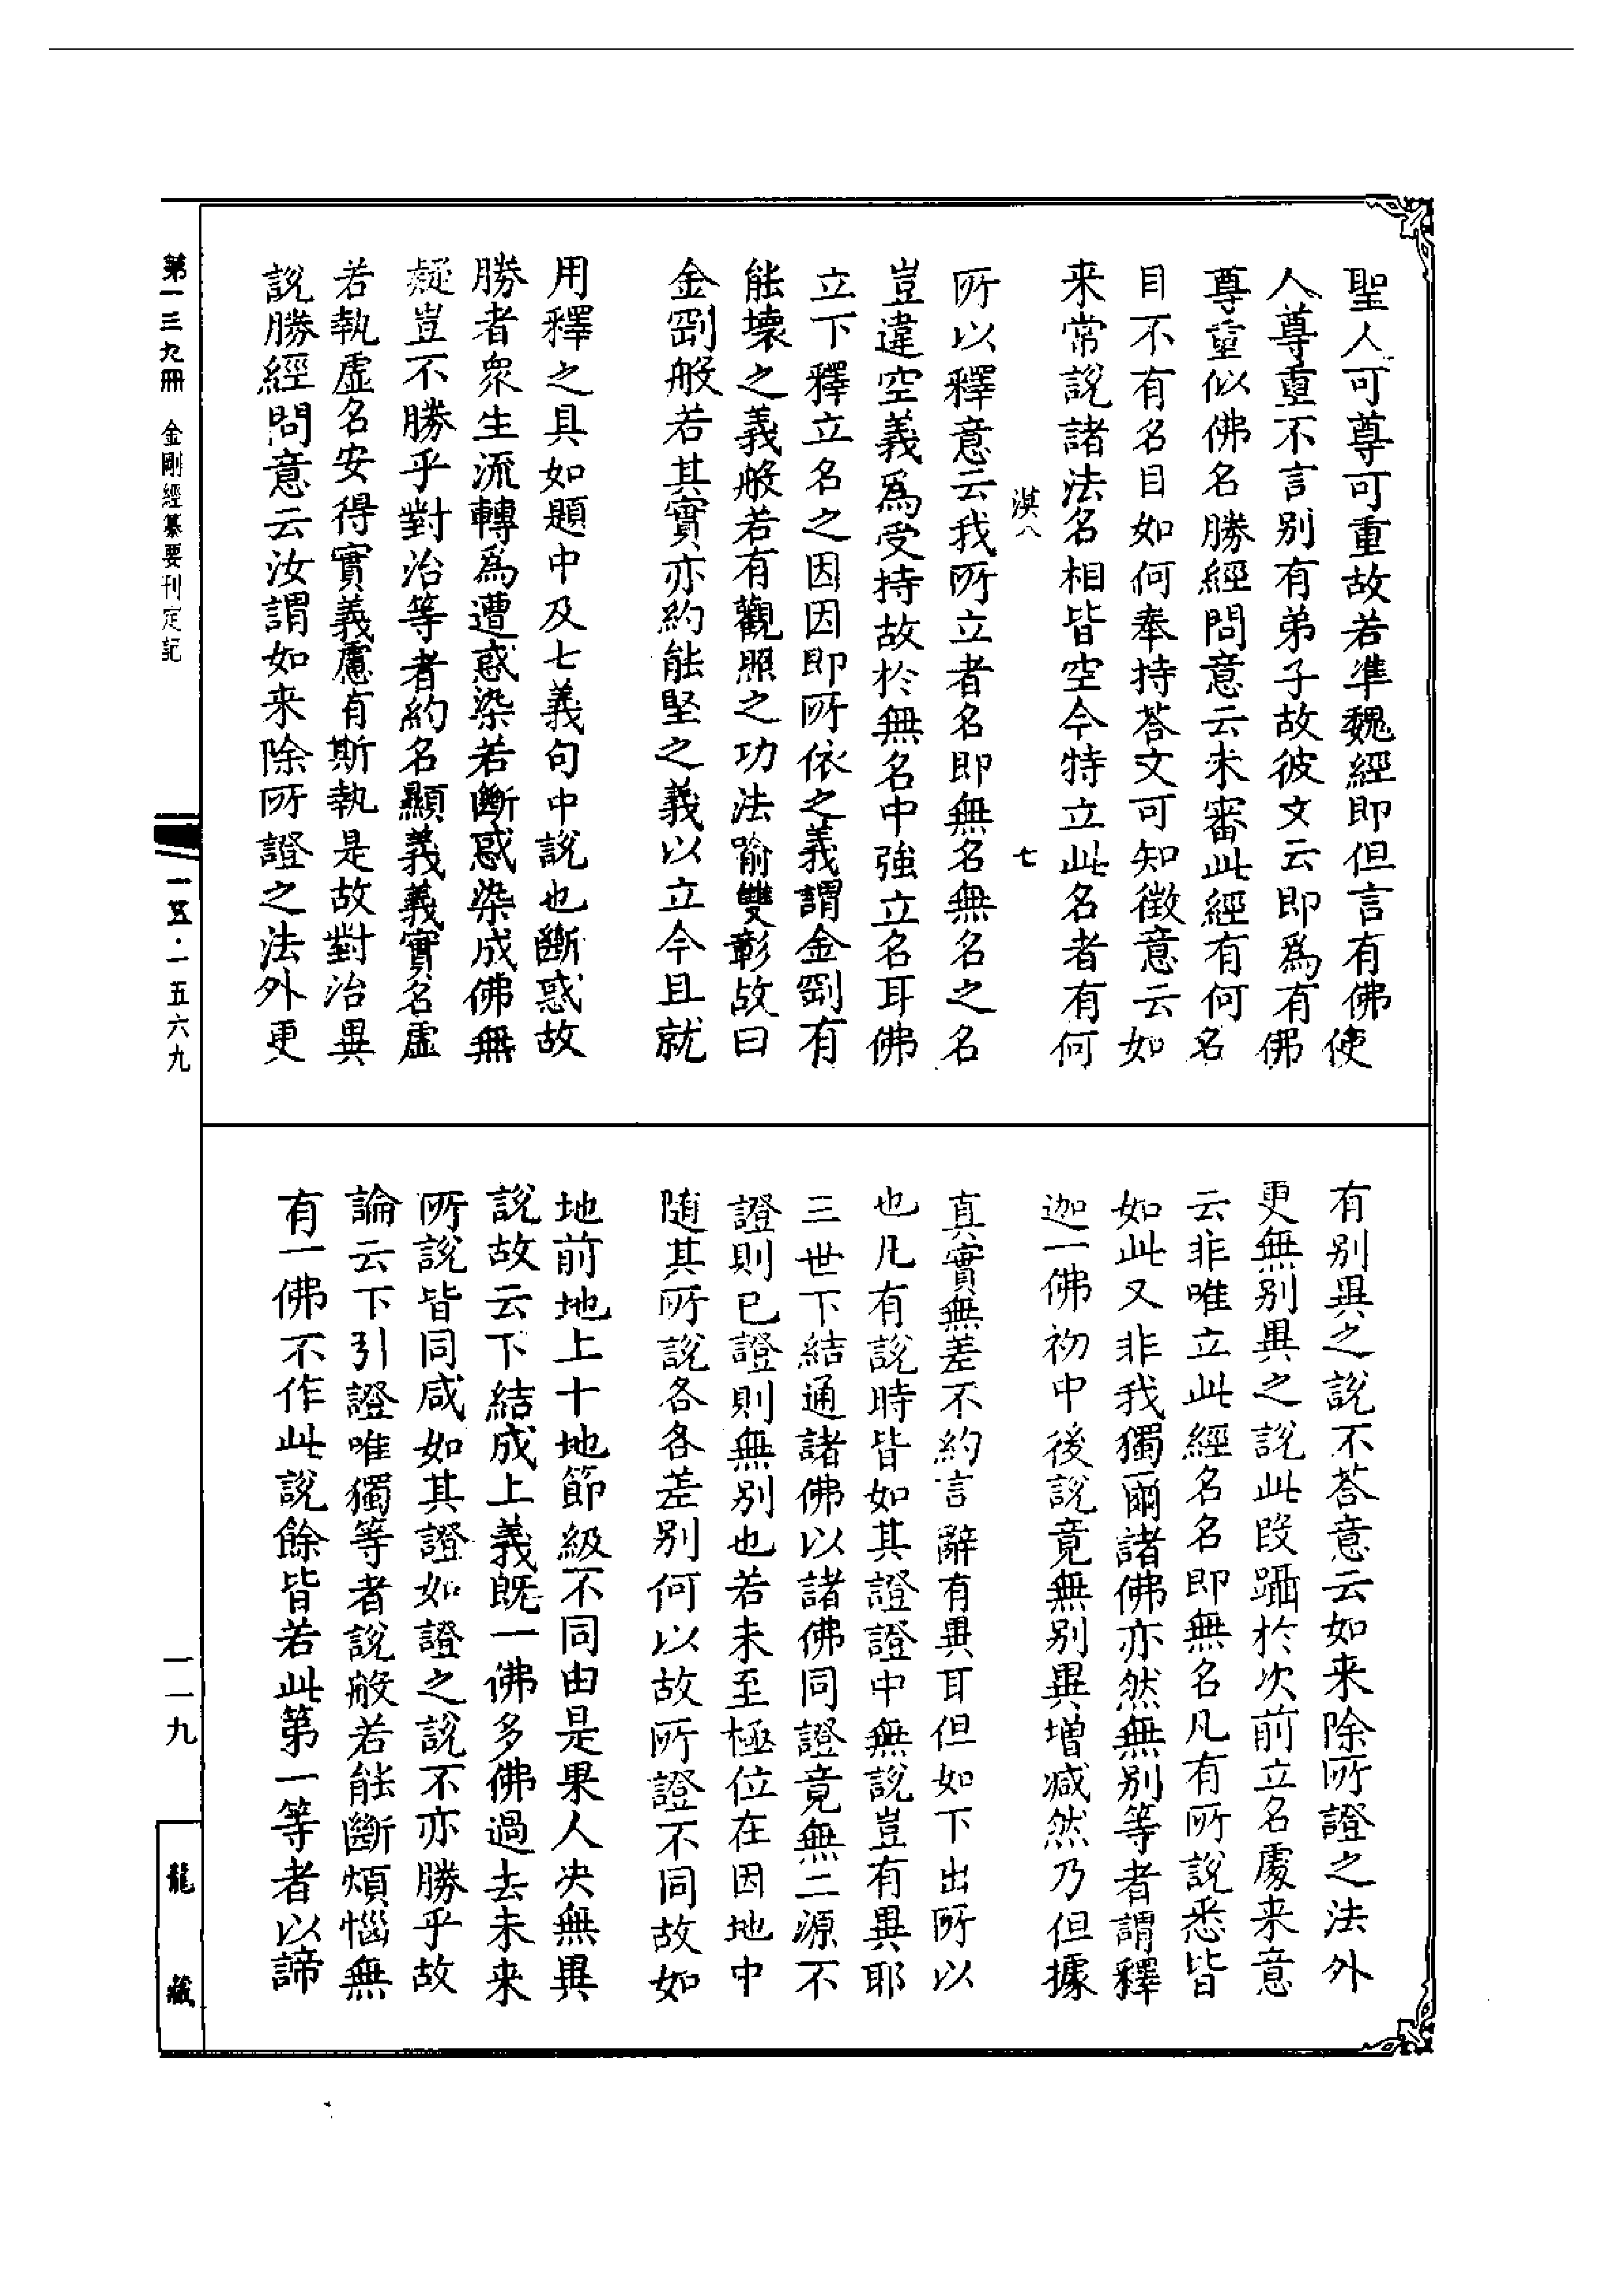 聖人可尊可重故若準魏經即但言有佛使
人尊重不言別有弟子故彼文云即為有佛
尊重似佛名勝經問意云未審此經有何名
目不有名目如何奉持荅文可知徵意云如
来常說諸法名相皆空今特立此名者有何
漠八 七
所以釋意云我所立者名即無名無名之名
豈違空義為受持故於無名中強立名耳佛
立下釋立名之因因即所依之義謂金剛有
能壞之義般若有觀照之功法喻雙彰故曰
金剛般若其實亦約能堅之義以立今且就
用釋之具如題中及七義句中說也斷惑故
勝者衆生流轉為遭惑染若斷惑染成佛無
疑豈不勝乎對治等者約名顯義義實名虛
若執虛名安得實義慮有斯執是故對治異
說勝經問意云汝謂如来除所證之法外更
有別異之說不荅意云如来除所證之法外
更無別異之說此段躡於次前立名處来意
云非唯立此經名名即無名凡有所說悉皆
如此又非我獨爾諸佛亦然無別等者謂釋
迦一佛初中後說竟無別異增减然乃但據
真實無差不約言辭有異耳但如下出所以
也凡有說時皆如其證證中無說豈有異耶
三世下結通諸佛以諸佛同證竟無二源不
證則已證則無別也若未至極位在因地中
随其所說各各差別何以故所證不同故如
地前地上十地節級不同由是果人决無異
說故云下結成上義既一佛多佛過去未来
所說皆同咸如其證如證之說不亦勝乎故
論云下引證唯獨等者說般若能斷煩惱無
有一佛不作此說餘皆若此第一等者以諦
第一三九冊 金剛經纂要刊定記
一五·一五六九
一一九
龍藏